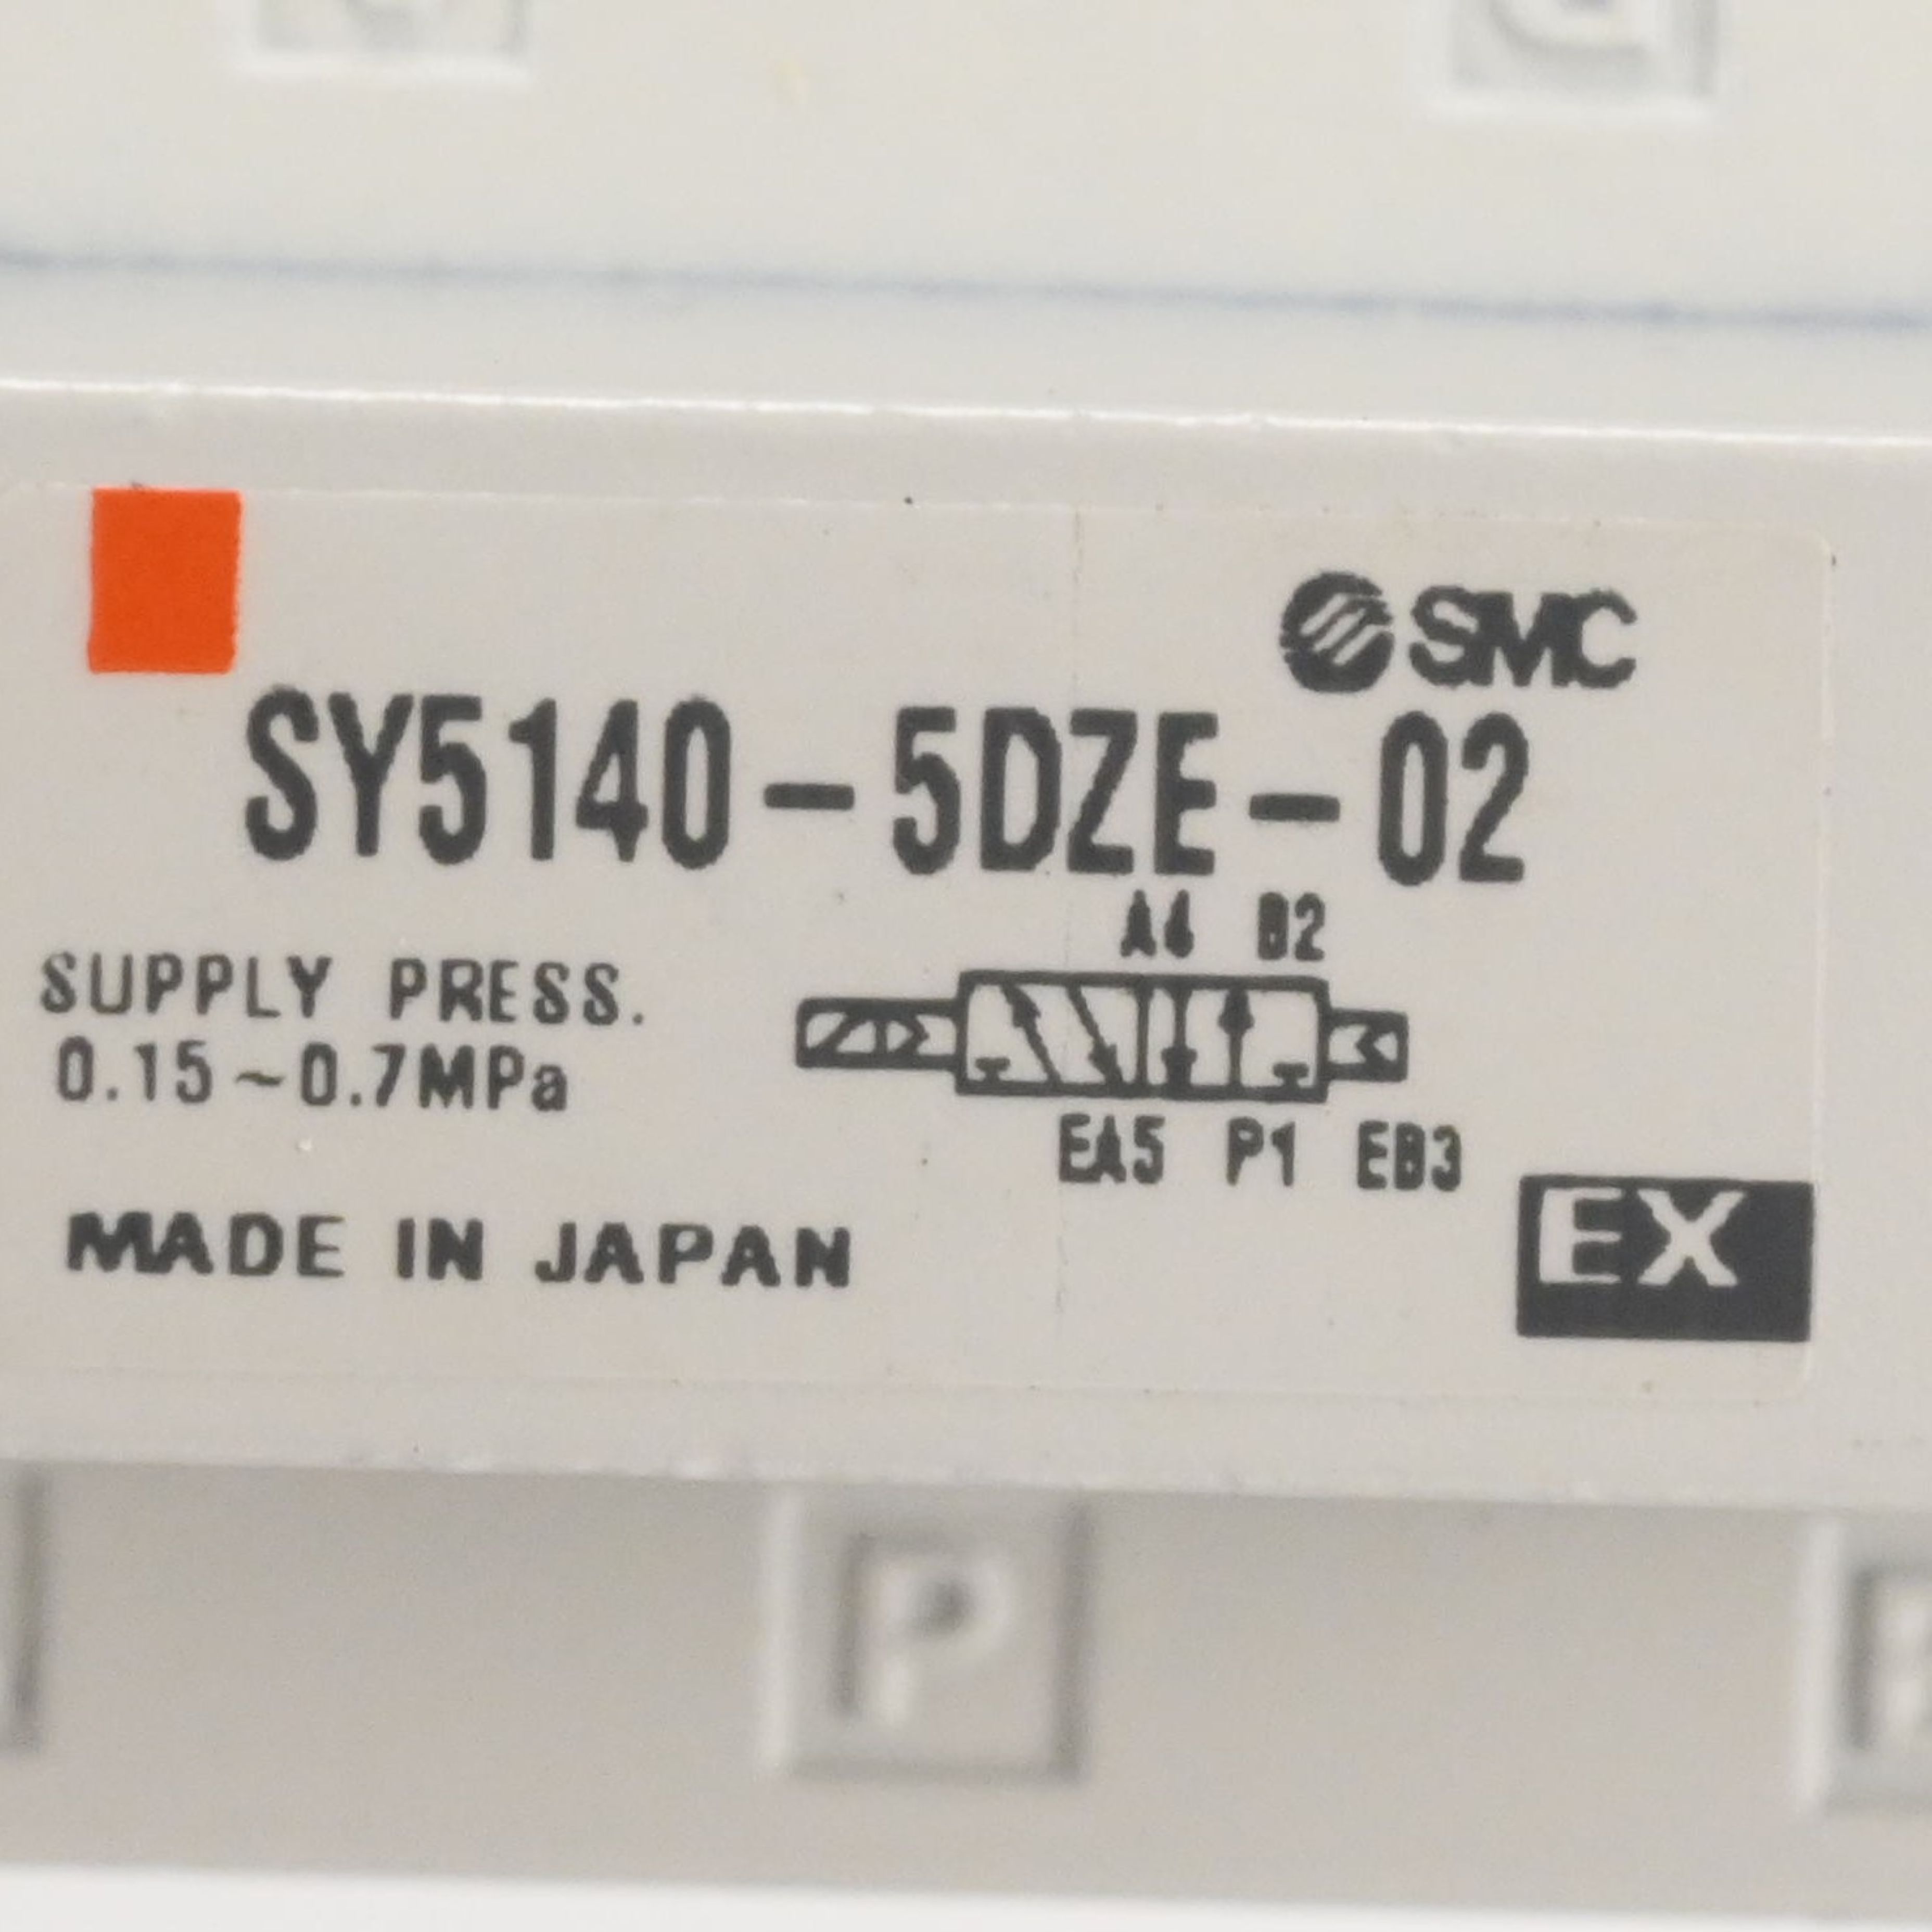 SMC
SY5140-5DZE-02
A4 B2
SUPPLY PRESS.
0.15~0.7MPa
EA5 P1 EB3
MADE IN JAPAN
EX
P